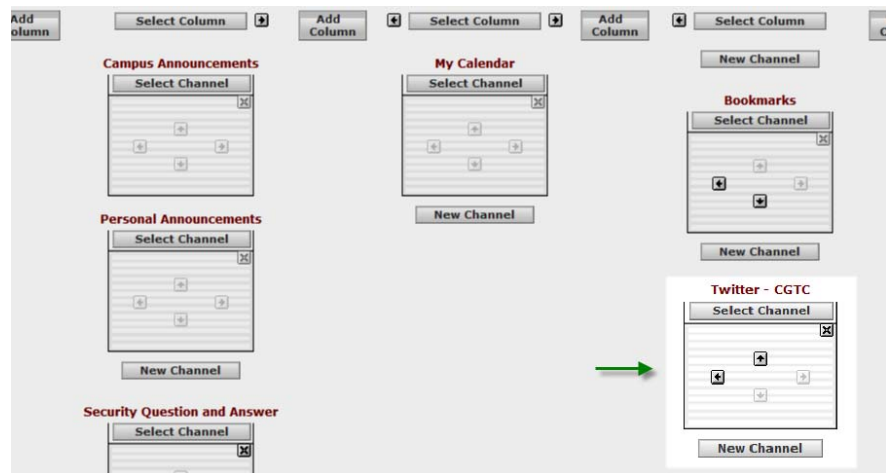 Add
Column
Select Column
Add
Column
Select Column
Add
Column
Select Column
Campus Announcements
Select Channel
Personal Announcements
Select Channel
New Channel
Security Question and Answer
Select Channel
My Calendar
Select Channel
New Channel
New Channel
Bookmarks
Select Channel
New Channel
Twitter - CGTC
Select Channel
New Channel